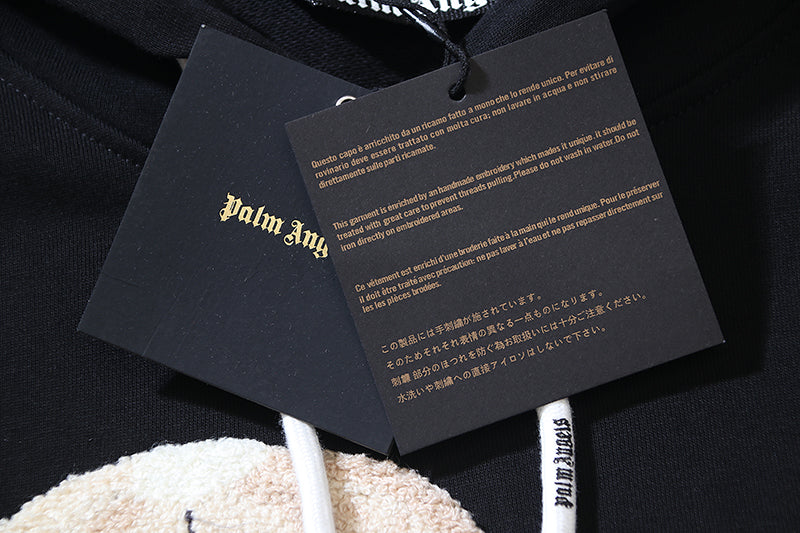 Palm Angels
Palm Ang
Questo capo è arricchito da un ricamo fatto a mono che lo rende unico. Per evitare di
rovinario deve essere trattato con molta cura; non lavare in acqua e non stirare
direttamente sulle parti ricamate.
This garment is enriched by an handmade embroidery which makes it unique .it should be
treated with great care to prevent threads pulling.Please do not wash in water.Do not
iron directly on embroidered areas.
Ce vêtement est enrichi d'une broderie faite à la main qui le rend unique. Pour le préserver
il doit être traité avec précaution: ne pas laver à l'eau et ne pas repasser directement sur
les les pièces brodées.
この製品には手刺繍が施されています。
そのためそれぞれ表情の異なる一点ものになります。
刺繍 部分のほつれを防ぐ為お取扱いには十分ご注意ください。
水洗いや刺繍への直接アイロンはしないで下さい。
Palm Angels